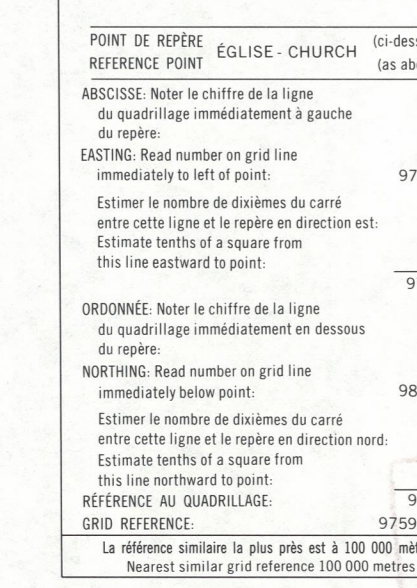 POINT DE REPÈRE
REFERENCE POINT
ÉGLISE - CHURCH
ABSCISSE: Noter le chiffre de la ligne
du quadrillage immédiatement à gauche
du repère:
EASTING: Read number on grid line
immediately to left of point: 97
Estimer le nombre de dixièmes du carré
entre cette ligne et le repère en direction est:
Estimate tenths of a square from
this line eastward to point:
9
ORDONNÉE: Noter le chiffre de la ligne
du quadrillage immédiatement en dessous
du repère:
NORTHING: Read number on grid line
immediately below point: 98
Estimer le nombre de dixièmes du carré
entre cette ligne et le repère en direction nord:
Estimate tenths of a square from
this line northward to point:
RÉFÉRENCE AU QUADRILLAGE: 9
GRID REFERENCE: 9759
La référence similaire la plus près est à 100 000
Nearest similar grid reference 100 000 metres